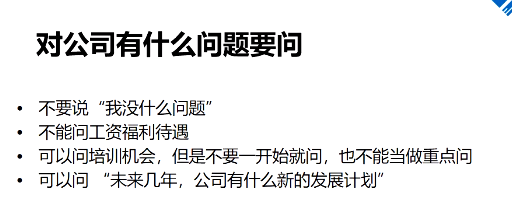 对公司有什么问题要问
• 不要说“我没什么问题”
• 不能问工资福利待遇
• 可以问培训机会，但是不要一开始就问，也不能当做重点问
• 可以问 “未来几年，公司有什么新的发展计划”